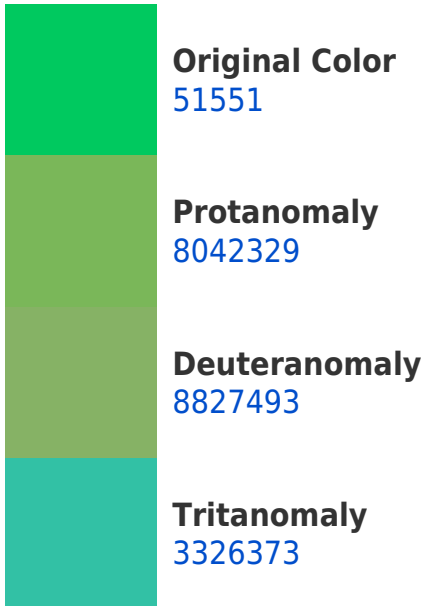 Original Color
51551
Protanomaly
8042329
Deuteranomaly
8827493
Tritanomaly
3326373